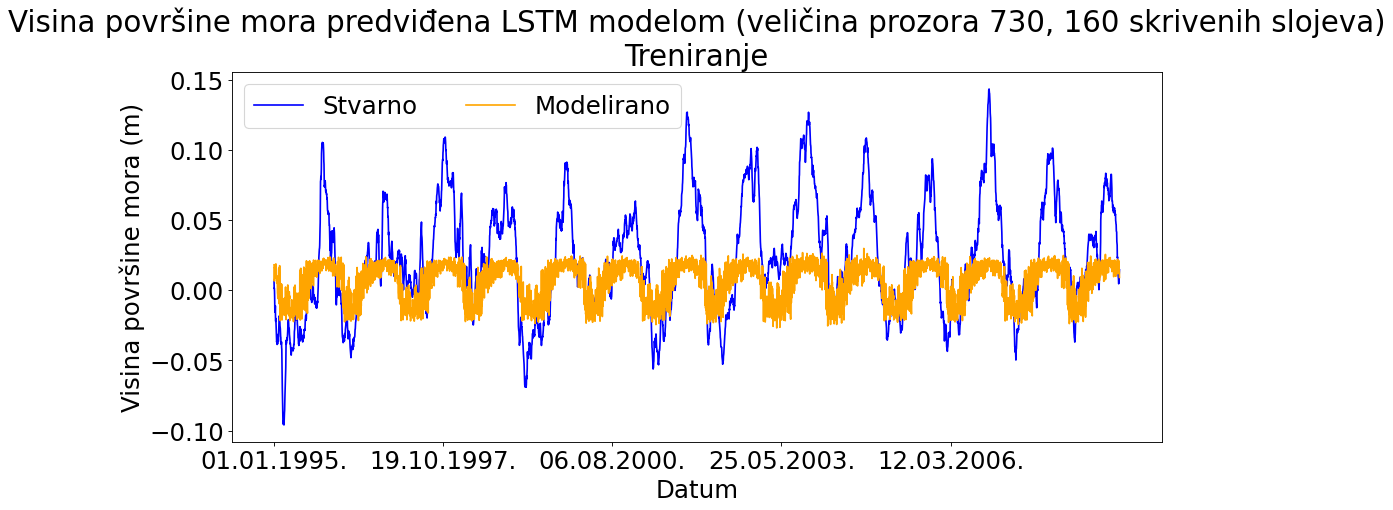 Visina površine mora predviđena LSTM modelom (veličina prozora 730, 160 skrivenih slojeva)
Treniranje
Stvarno
Modelirano
Visina površine mora (m)
0.15
0.10
0.05
0.00
−0.05
−0.10
01.01.1995.
19.10.1997.
06.08.2000.
25.05.2003.
12.03.2006.
Datum